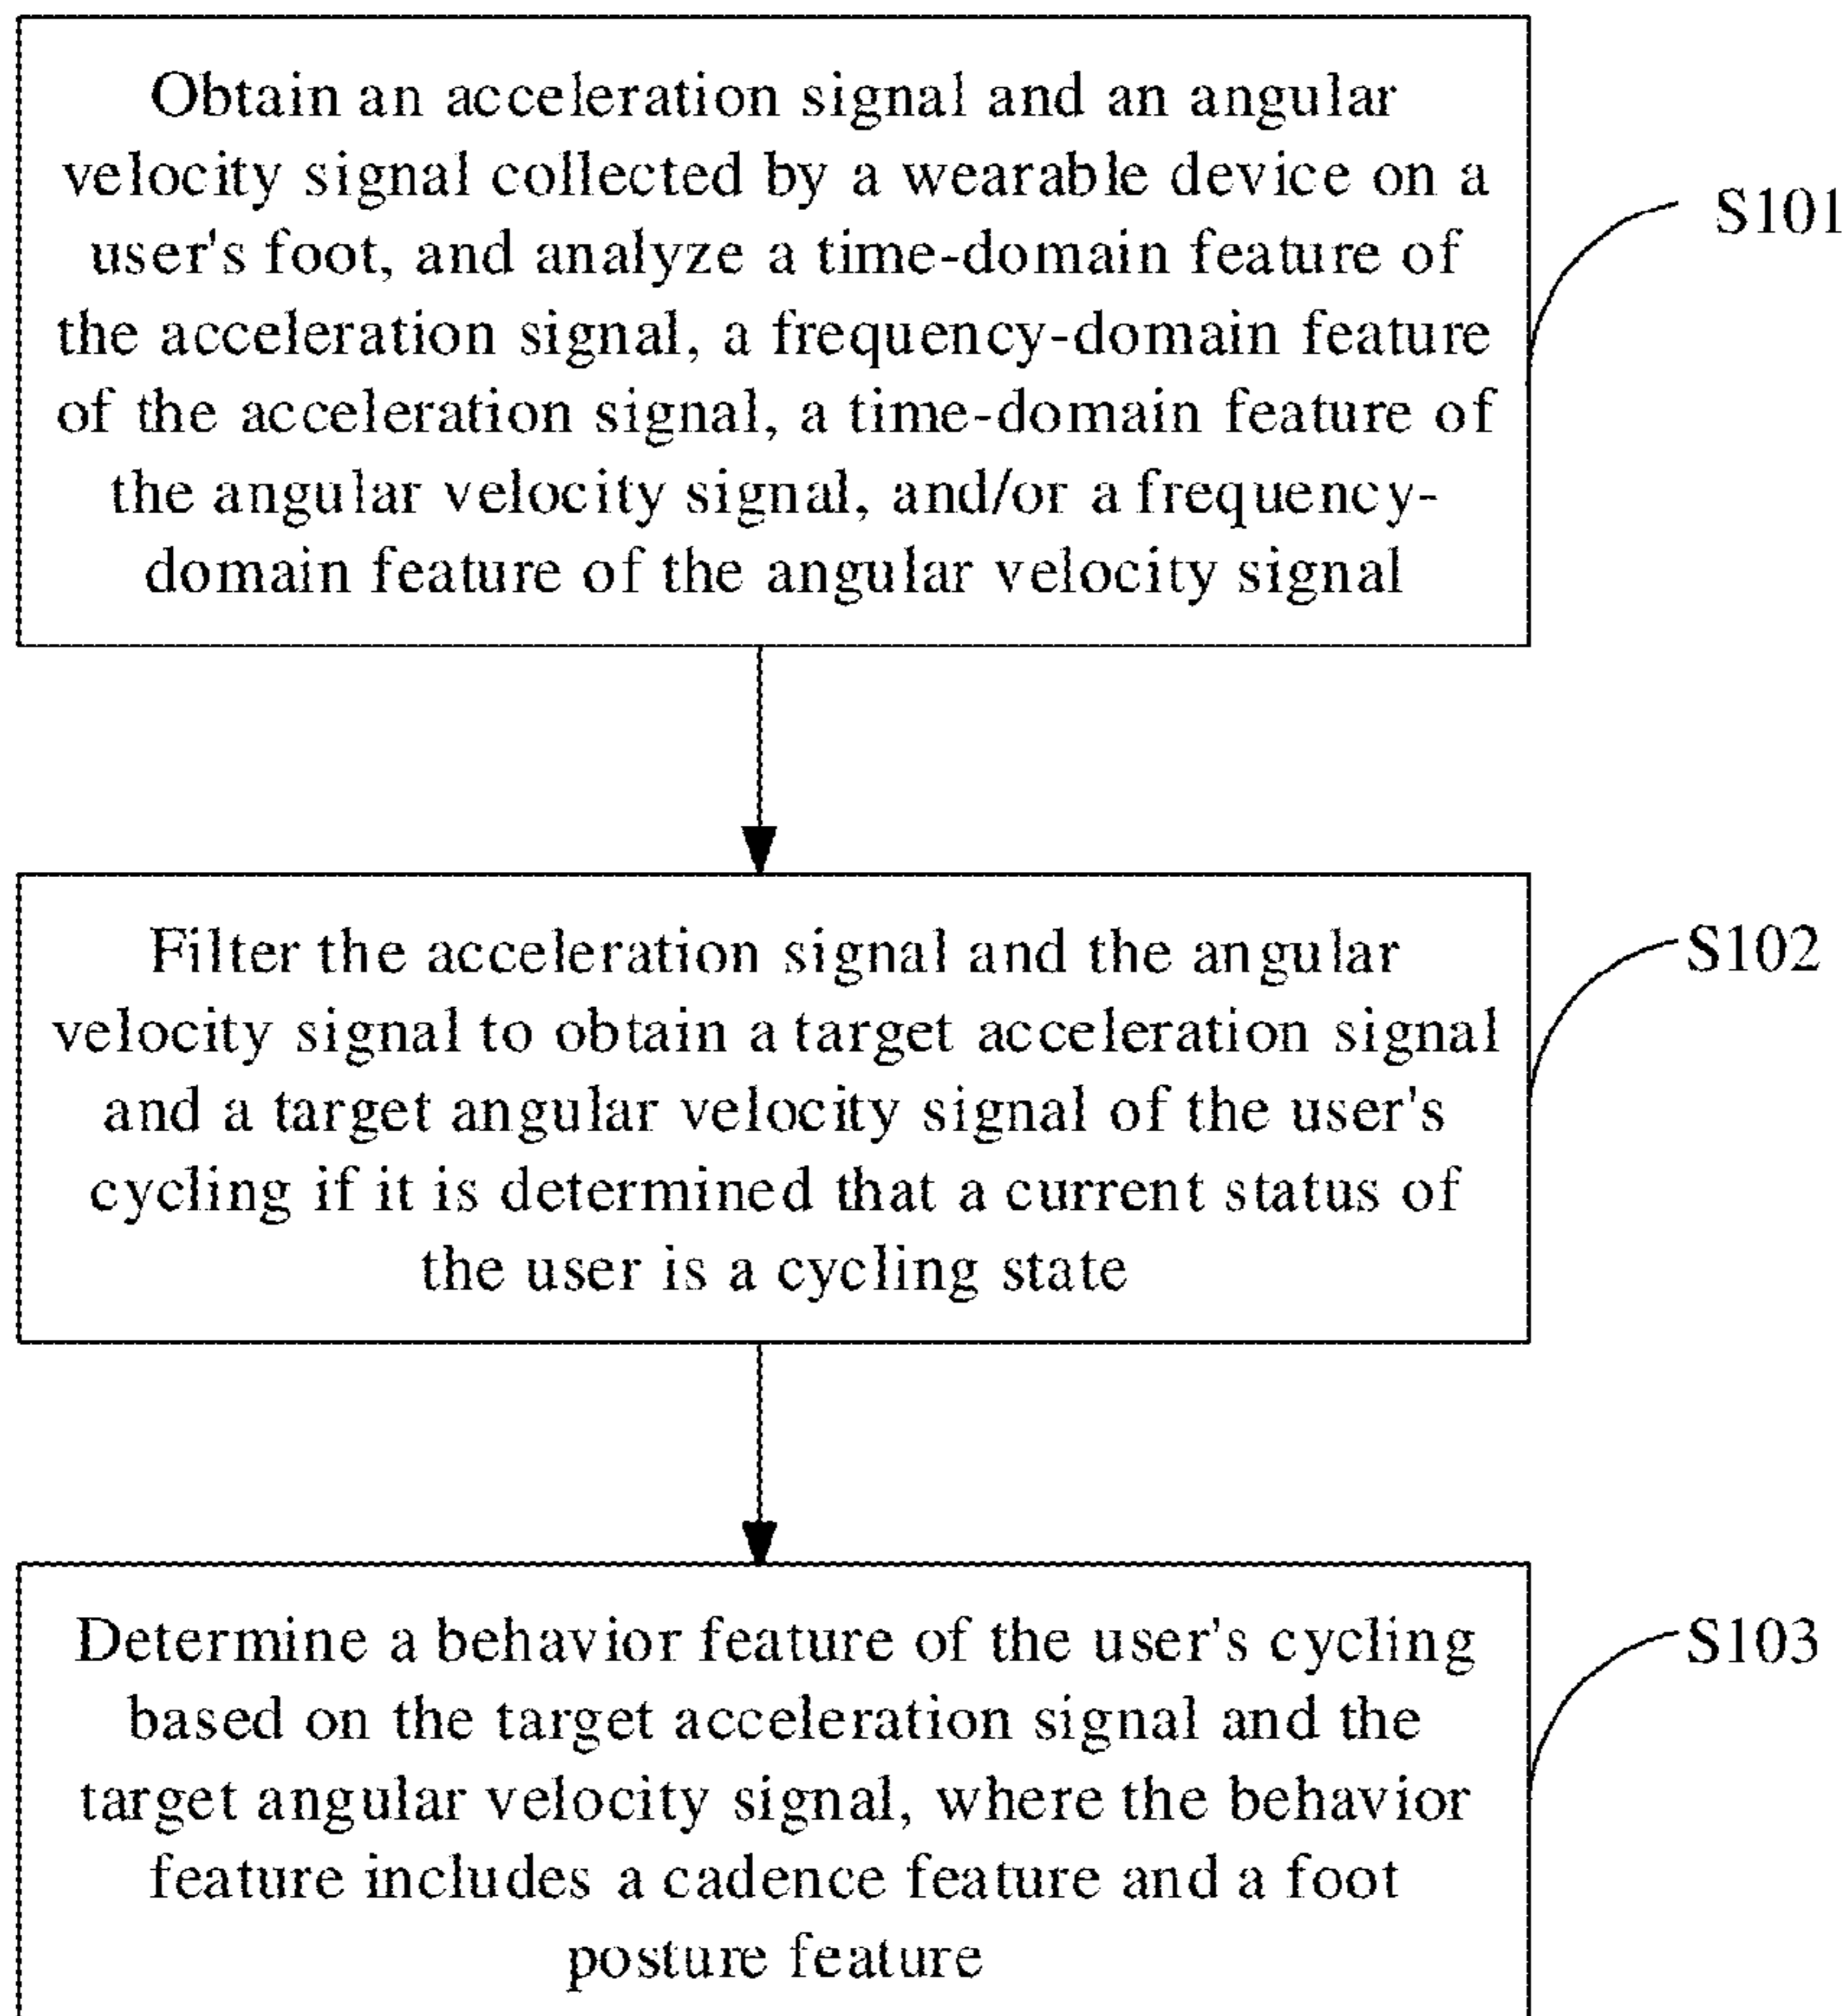 Obtain an acceleration signal and an angular
velocity signal collected by a wearable device on a
user's foot, and analyze a time-domain feature of
the acceleration signal, a frequency-domain feature
of the acceleration signal, a time-domain feature of
the angular velocity signal, and/or a frequency-
domain feature of the angular velocity signal
S101
Filter the acceleration signal and the angular
velocity signal to obtain a target acceleration signal
and a target angular velocity signal of the user's
cycling if it is determined that a current status of
the user is a cycling state
S102
Determine a behavior feature of the user's cycling
based on the target acceleration signal and the
target angular velocity signal, where the behavior
feature includes a cadence feature and a foot
posture feature
S103